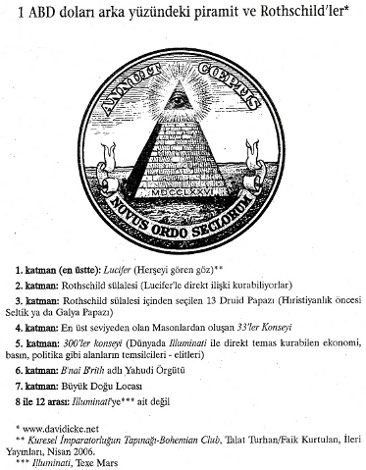 1 ABD doları arka yüzündeki piramit ve Rothschild'ler*
ANNUIT CŒPTIS
MDCCLXXVI
NOVUS ORDO SECLORUM
1. katman (en üstte): Lucifer (Herşeyi gören göz)**
2. katman: Rothschild sülalesi (Lucifer'le direkt ilişki kurabiliyorlar)
3. katman: Rothschild sülalesi içinden seçilen 13 Druid Papazı (Hıristiyanlık öncesi
Seltik ya da Galya Papazı)
4. katman: En üst seviyeden olan Masonlardan oluşan 33'ler Konseyi
5. katman: 300'ler konseyi (Dünyada Illuminati ile direkt temas kurabilen ekonomi,
basın, politika gibi alanların temsilcileri - elitleri)
6. katman: B'nai B'rith adlı Yahudi Örgütü
7. katman: Büyük Doğu Locası
8 ile 12 arası: Illuminati'ye*** ait değil
* www.davidicke.net
** Kuresel İmparatorluğun Tapınağı-Bohemian Club, Talat Turhan/Faik Kurtulan, İleri
Yayınları, Nisan 2006.
*** Illuminati, Texe Mars